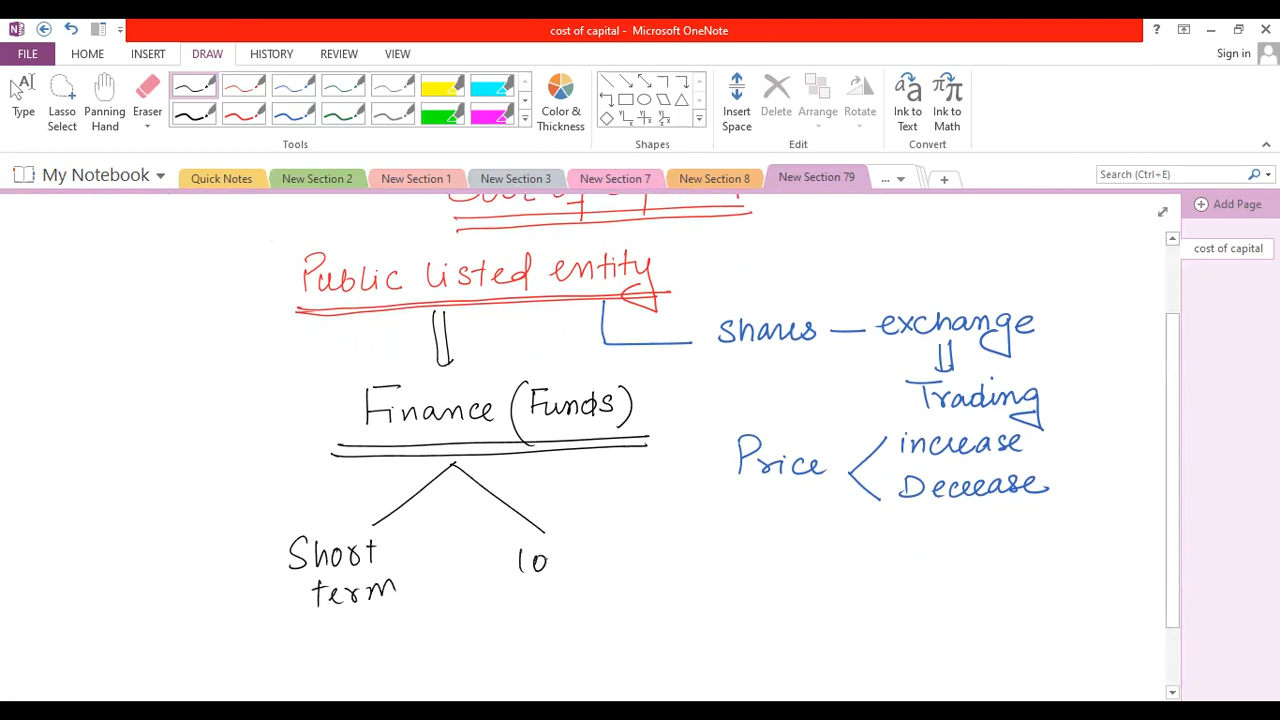 cost of capital - Microsoft OneNote
?
FILE HOME INSERT DRAW HISTORY REVIEW VIEW
Sign in
Type
Lasso Select
Panning Hand
Eraser
Color & Thickness
Insert Space
Delete
Arrange
Rotate
Ink to Text
Ink to Math
Tools Shapes Edit Convert
My Notebook
Quick Notes New Section 2 New Section 1 New Section 3 New Section 7 New Section 8 New Section 79 ...
Search (Ctrl+E)
Add Page
cost of capital
Public listed entity
shares — exchange
Trading
Finance (Funds)
Price
increase
Decrease
Short
term
lo